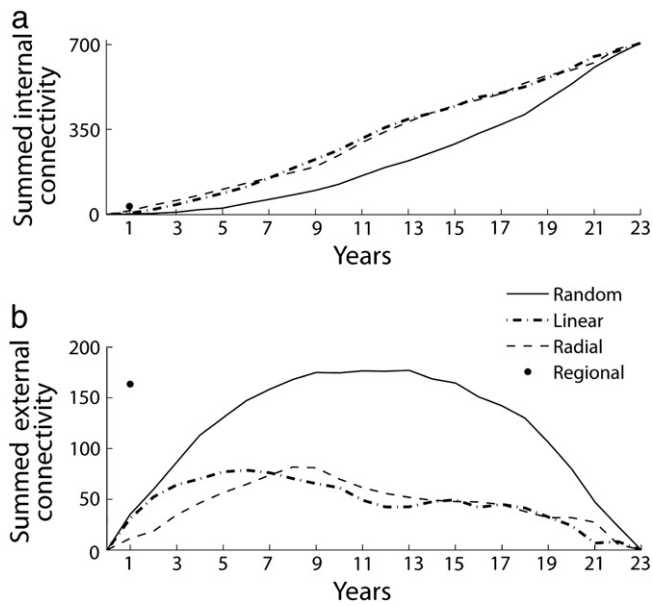 a
700
350
0
Summed internal
connectivity
1 3 5 7 9 11 13 15 17 19 21 23
Years
b
Random
Linear
Radial
Regional
200
150
100
50
0
Summed external
connectivity
1 3 5 7 9 11 13 15 17 19 21 23
Years